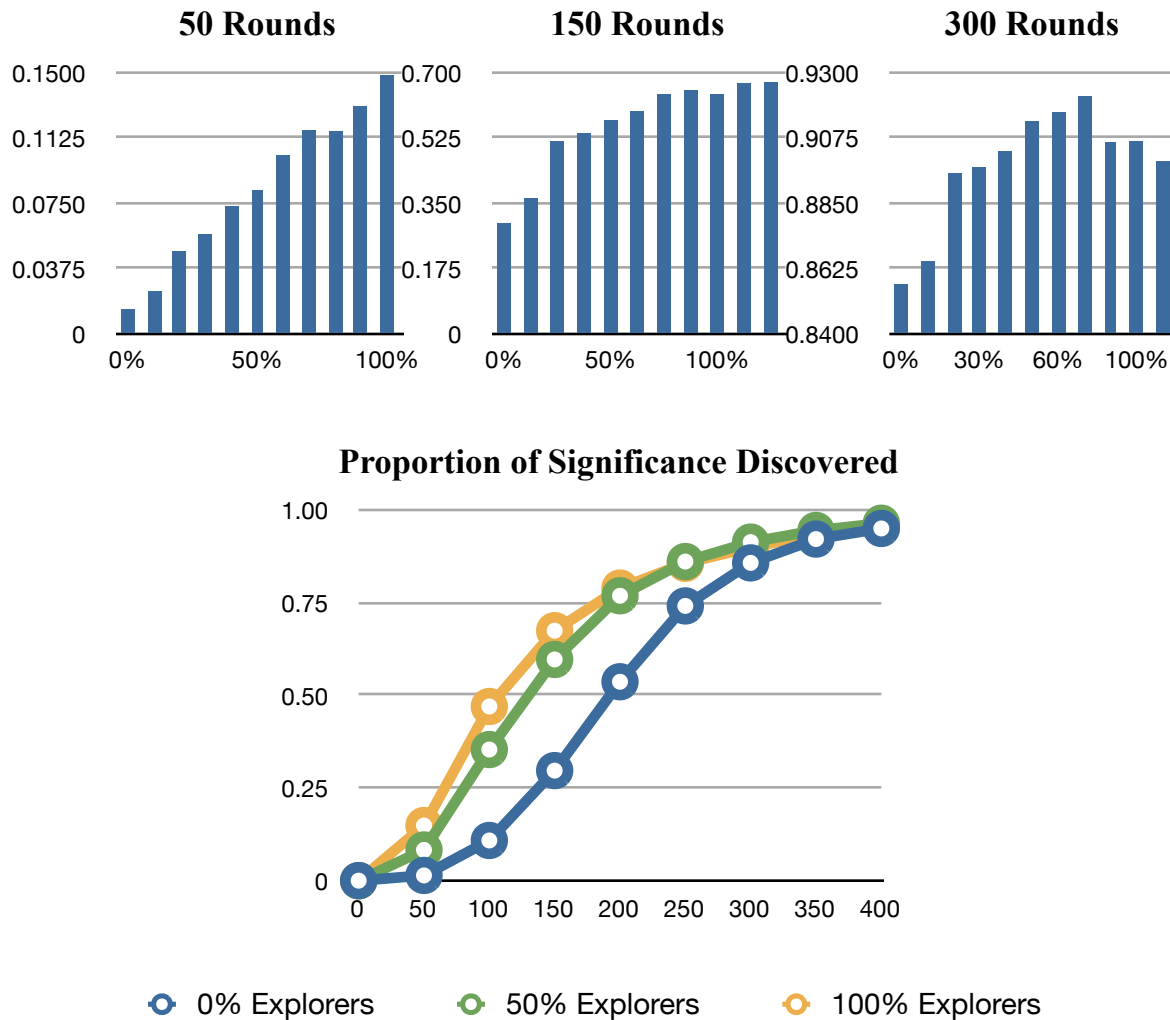 50 Rounds 150 Rounds 300 Rounds
0.1500 0.700 0.9300
0.1125 0.525 0.9075
0.0750 0.350 0.8850
0.0375 0.175 0.8625
0 0 0.8400
0% 50% 100% 0% 50% 100% 0% 30% 60% 100%
Proportion of Significance Discovered
1.00
0.75
0.50
0.25
0
0 50 100 150 200 250 300 350 400
0% Explorers 50% Explorers 100% Explorers